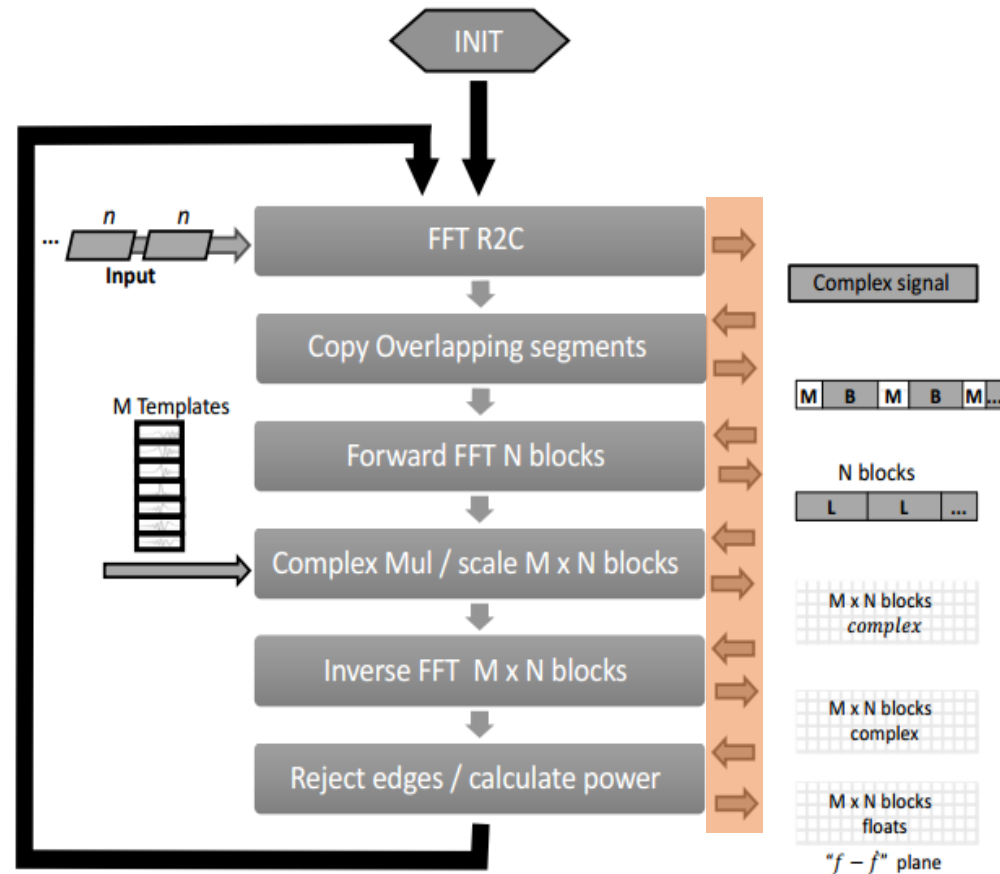 INIT
n n
...
Input
FFT R2C
Complex signal
Copy Overlapping segments
M B M B M ...
M Templates
Forward FFT N blocks
N blocks
L L ...
Complex Mul / scale M x N blocks
M x N blocks
complex
Inverse FFT M x N blocks
M x N blocks
complex
Reject edges / calculate power
M x N blocks
floats
"f − ḟ" plane